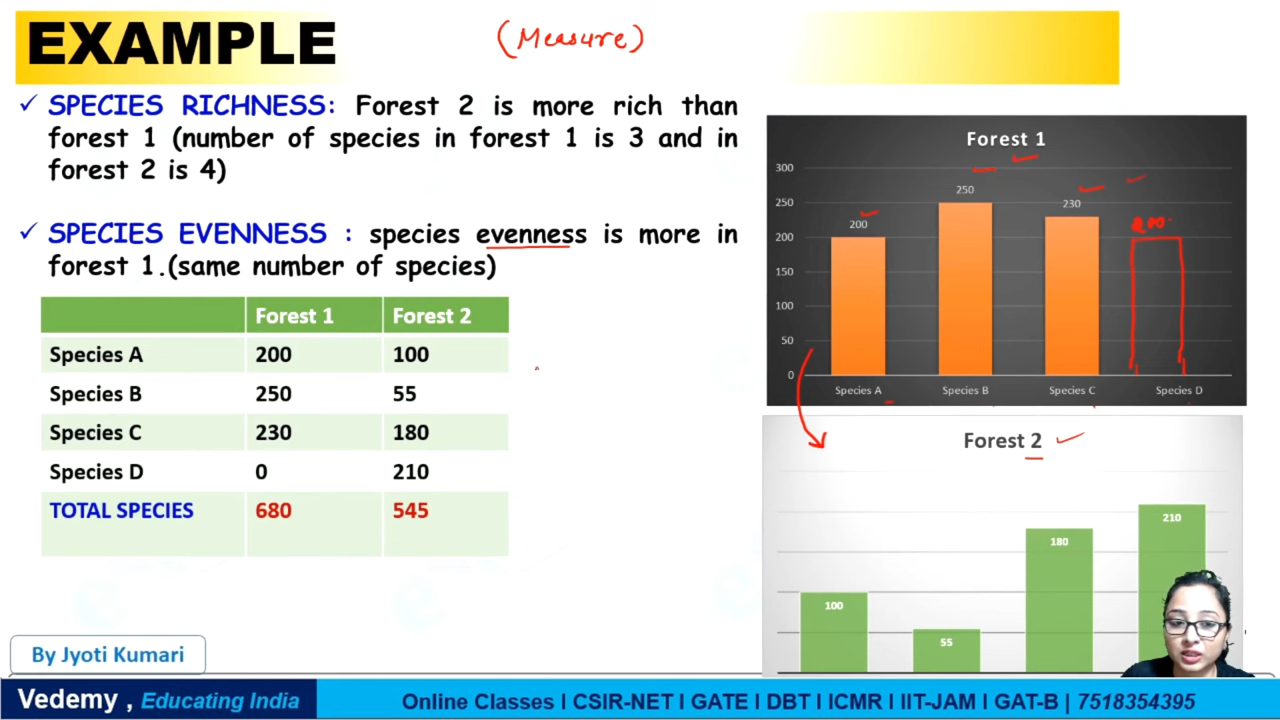 EXAMPLE
(Measure)
✓ SPECIES RICHNESS: Forest 2 is more rich than
forest 1 (number of species in forest 1 is 3 and in
forest 2 is 4)
✓ SPECIES EVENNESS : species evenness is more in
forest 1.(same number of species)
Forest 1 Forest 2
Species A 200 100
Species B 250 55
Species C 230 180
Species D 0 210
TOTAL SPECIES 680 545
Forest 1
300
250
200
150
100
50
0
200
250
230
200
Species A Species B Species C Species D
Forest 2
100
55
180
210
By Jyoti Kumari
Vedemy , Educating India
Online Classes I CSIR-NET I GATE I DBT I ICMR I IIT-JAM I GAT-B | 7518354395